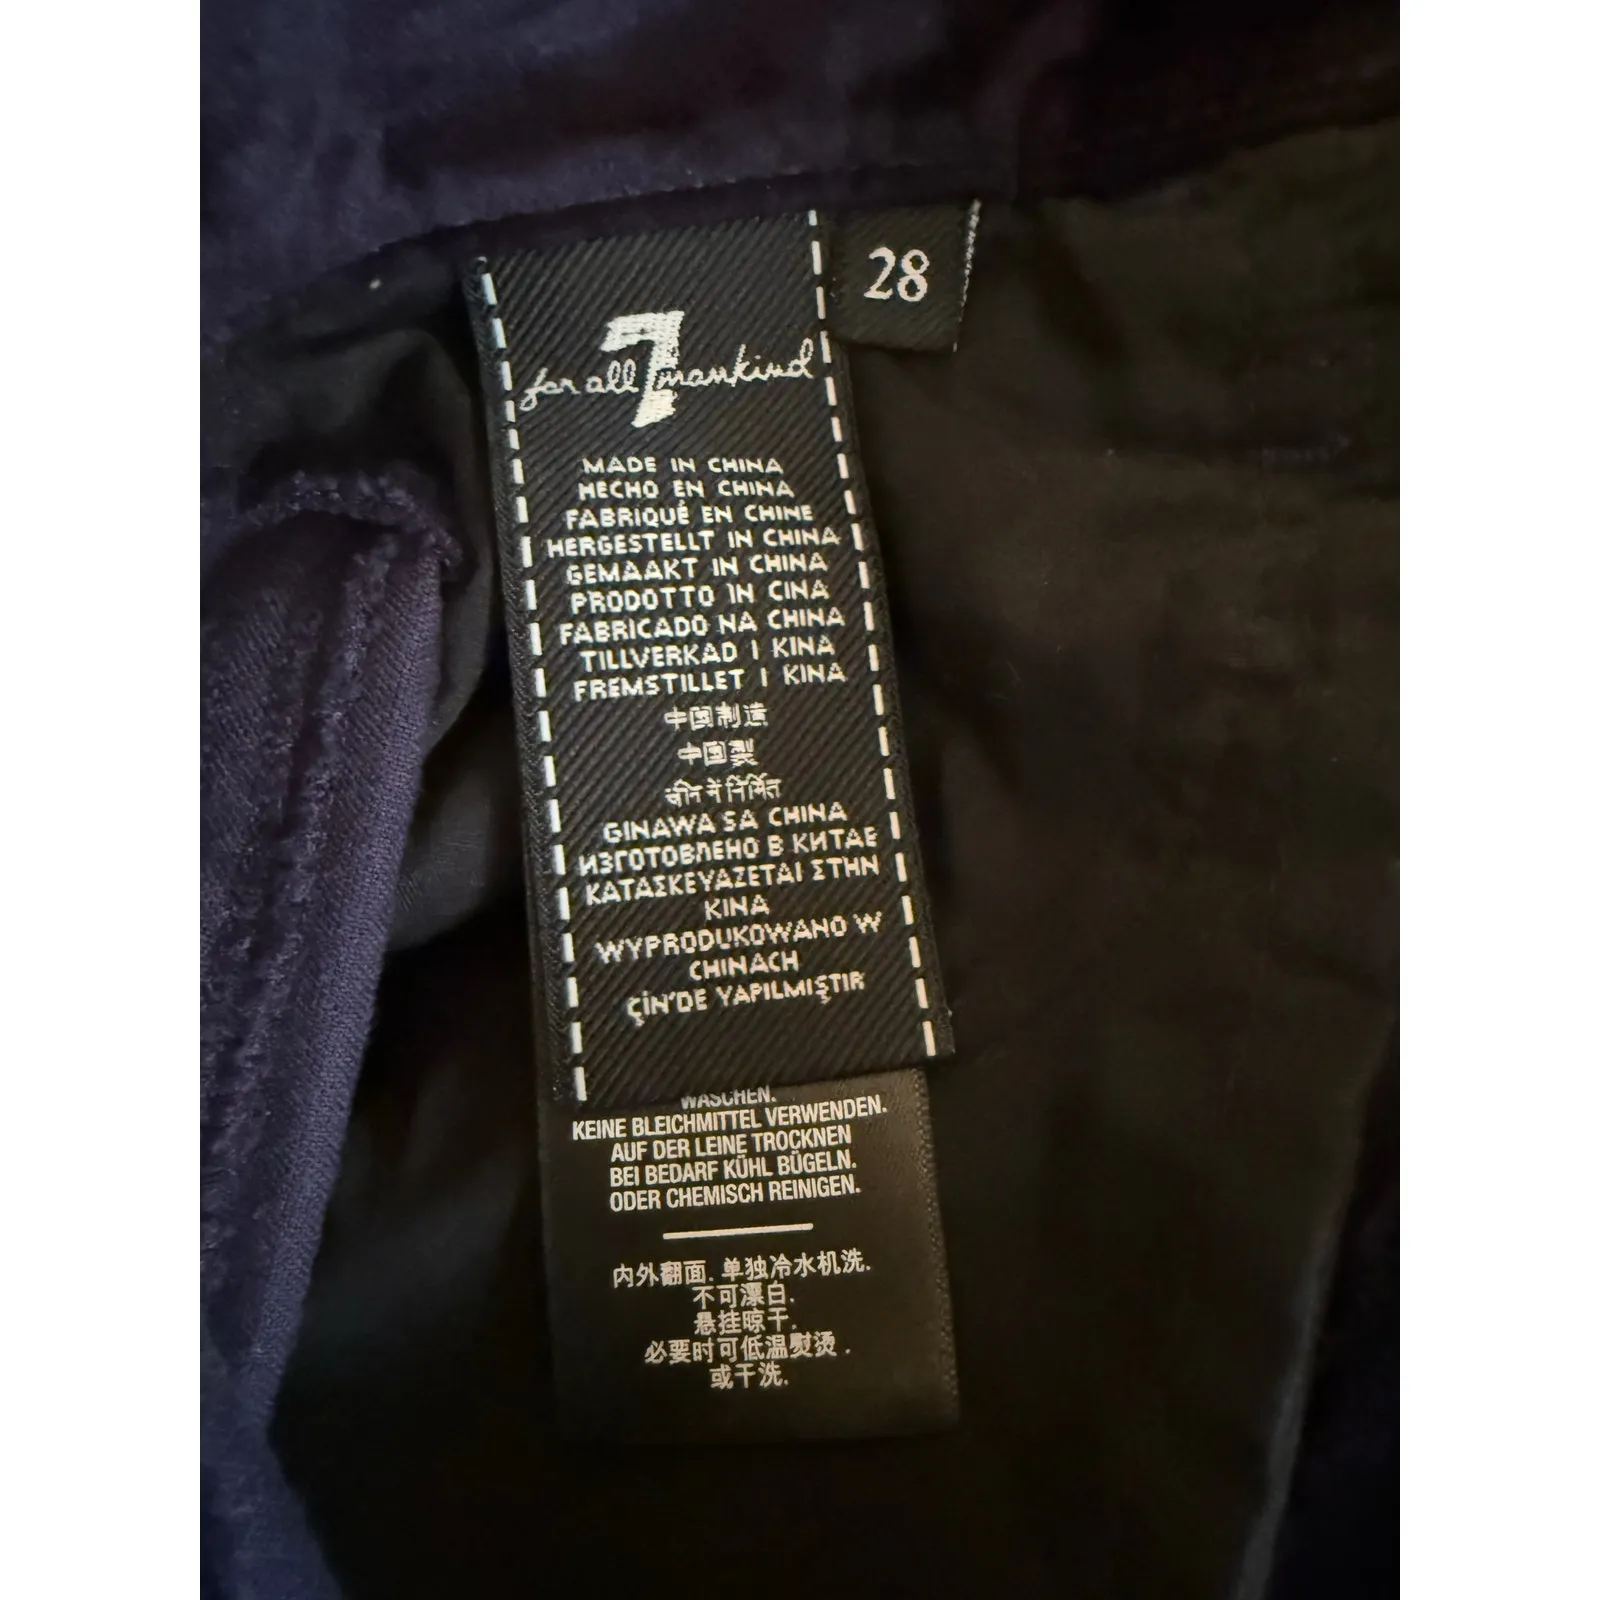 28
7
for all mankind
MADE IN CHINA
HECHO EN CHINA
FABRIQUÉ EN CHINE
HERGESTELLT IN CHINA
GEMAAKT IN CHINA
PRODOTTO IN CINA
FABRICADO NA CHINA
TILLVERKAD I KINA
FREMSTILLET I KINA
中国制造
中国製
चीन में निर्मित
GINAWA SA CHINA
ИЗГОТОВЛЕНО В КИТАЕ
ΚΑΤΑΣΚΕΥΑΖΕΤΑΙ ΣΤΗΝ
ΚΙΝΑ
WYPRODUKOWANO W
CHINACH
ÇİN'DE YAPILMIŞTIR
WASCHEN.
KEINE BLEICHMITTEL VERWENDEN.
AUF DER LEINE TROCKNEN
BEI BEDARF KÜHL BÜGELN.
ODER CHEMISCH REINIGEN.
内外翻面. 单独冷水机洗.
不可漂白.
悬挂晾干.
必要时可低温熨烫.
或干洗.